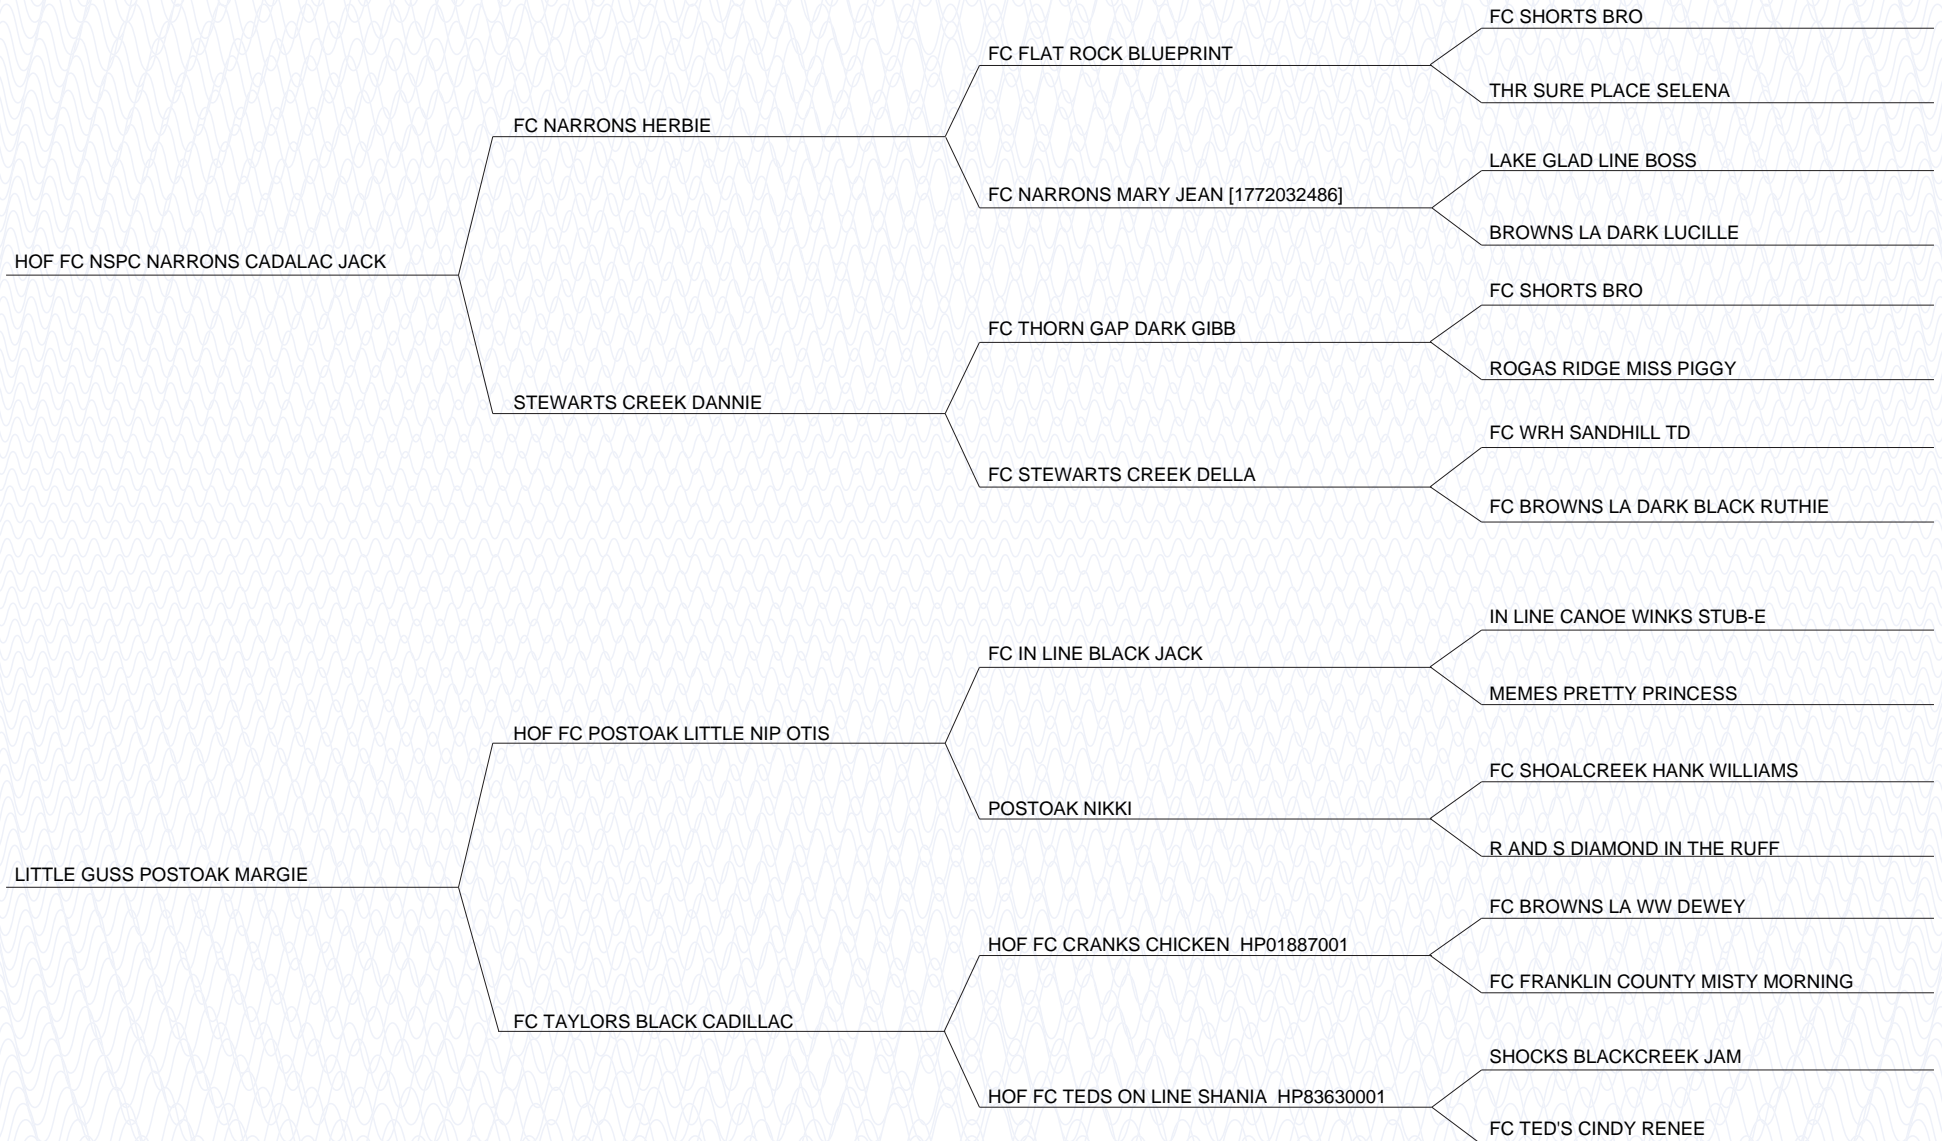 FC SHORTS BRO
FC FLAT ROCK BLUEPRINT
THR SURE PLACE SELENA
FC NARRONS HERBIE
LAKE GLAD LINE BOSS
FC NARRONS MARY JEAN [1772032486]
BROWNS LA DARK LUCILLE
HOF FC NSPC NARRONS CADALAC JACK
FC SHORTS BRO
FC THORN GAP DARK GIBB
ROGAS RIDGE MISS PIGGY
STEWARTS CREEK DANNIE
FC WRH SANDHILL TD
FC STEWARTS CREEK DELLA
FC BROWNS LA DARK BLACK RUTHIE
IN LINE CANOE WINKS STUB-E
FC IN LINE BLACK JACK
MEMES PRETTY PRINCESS
HOF FC POSTOAK LITTLE NIP OTIS
FC SHOALCREEK HANK WILLIAMS
POSTOAK NIKKI
R AND S DIAMOND IN THE RUFF
LITTLE GUSS POSTOAK MARGIE
FC BROWNS LA WW DEWEY
HOF FC CRANKS CHICKEN  HP01887001
FC FRANKLIN COUNTY MISTY MORNING
FC TAYLORS BLACK CADILLAC
SHOCKS BLACKCREEK JAM
HOF FC TEDS ON LINE SHANIA  HP83630001
FC TED'S CINDY RENEE